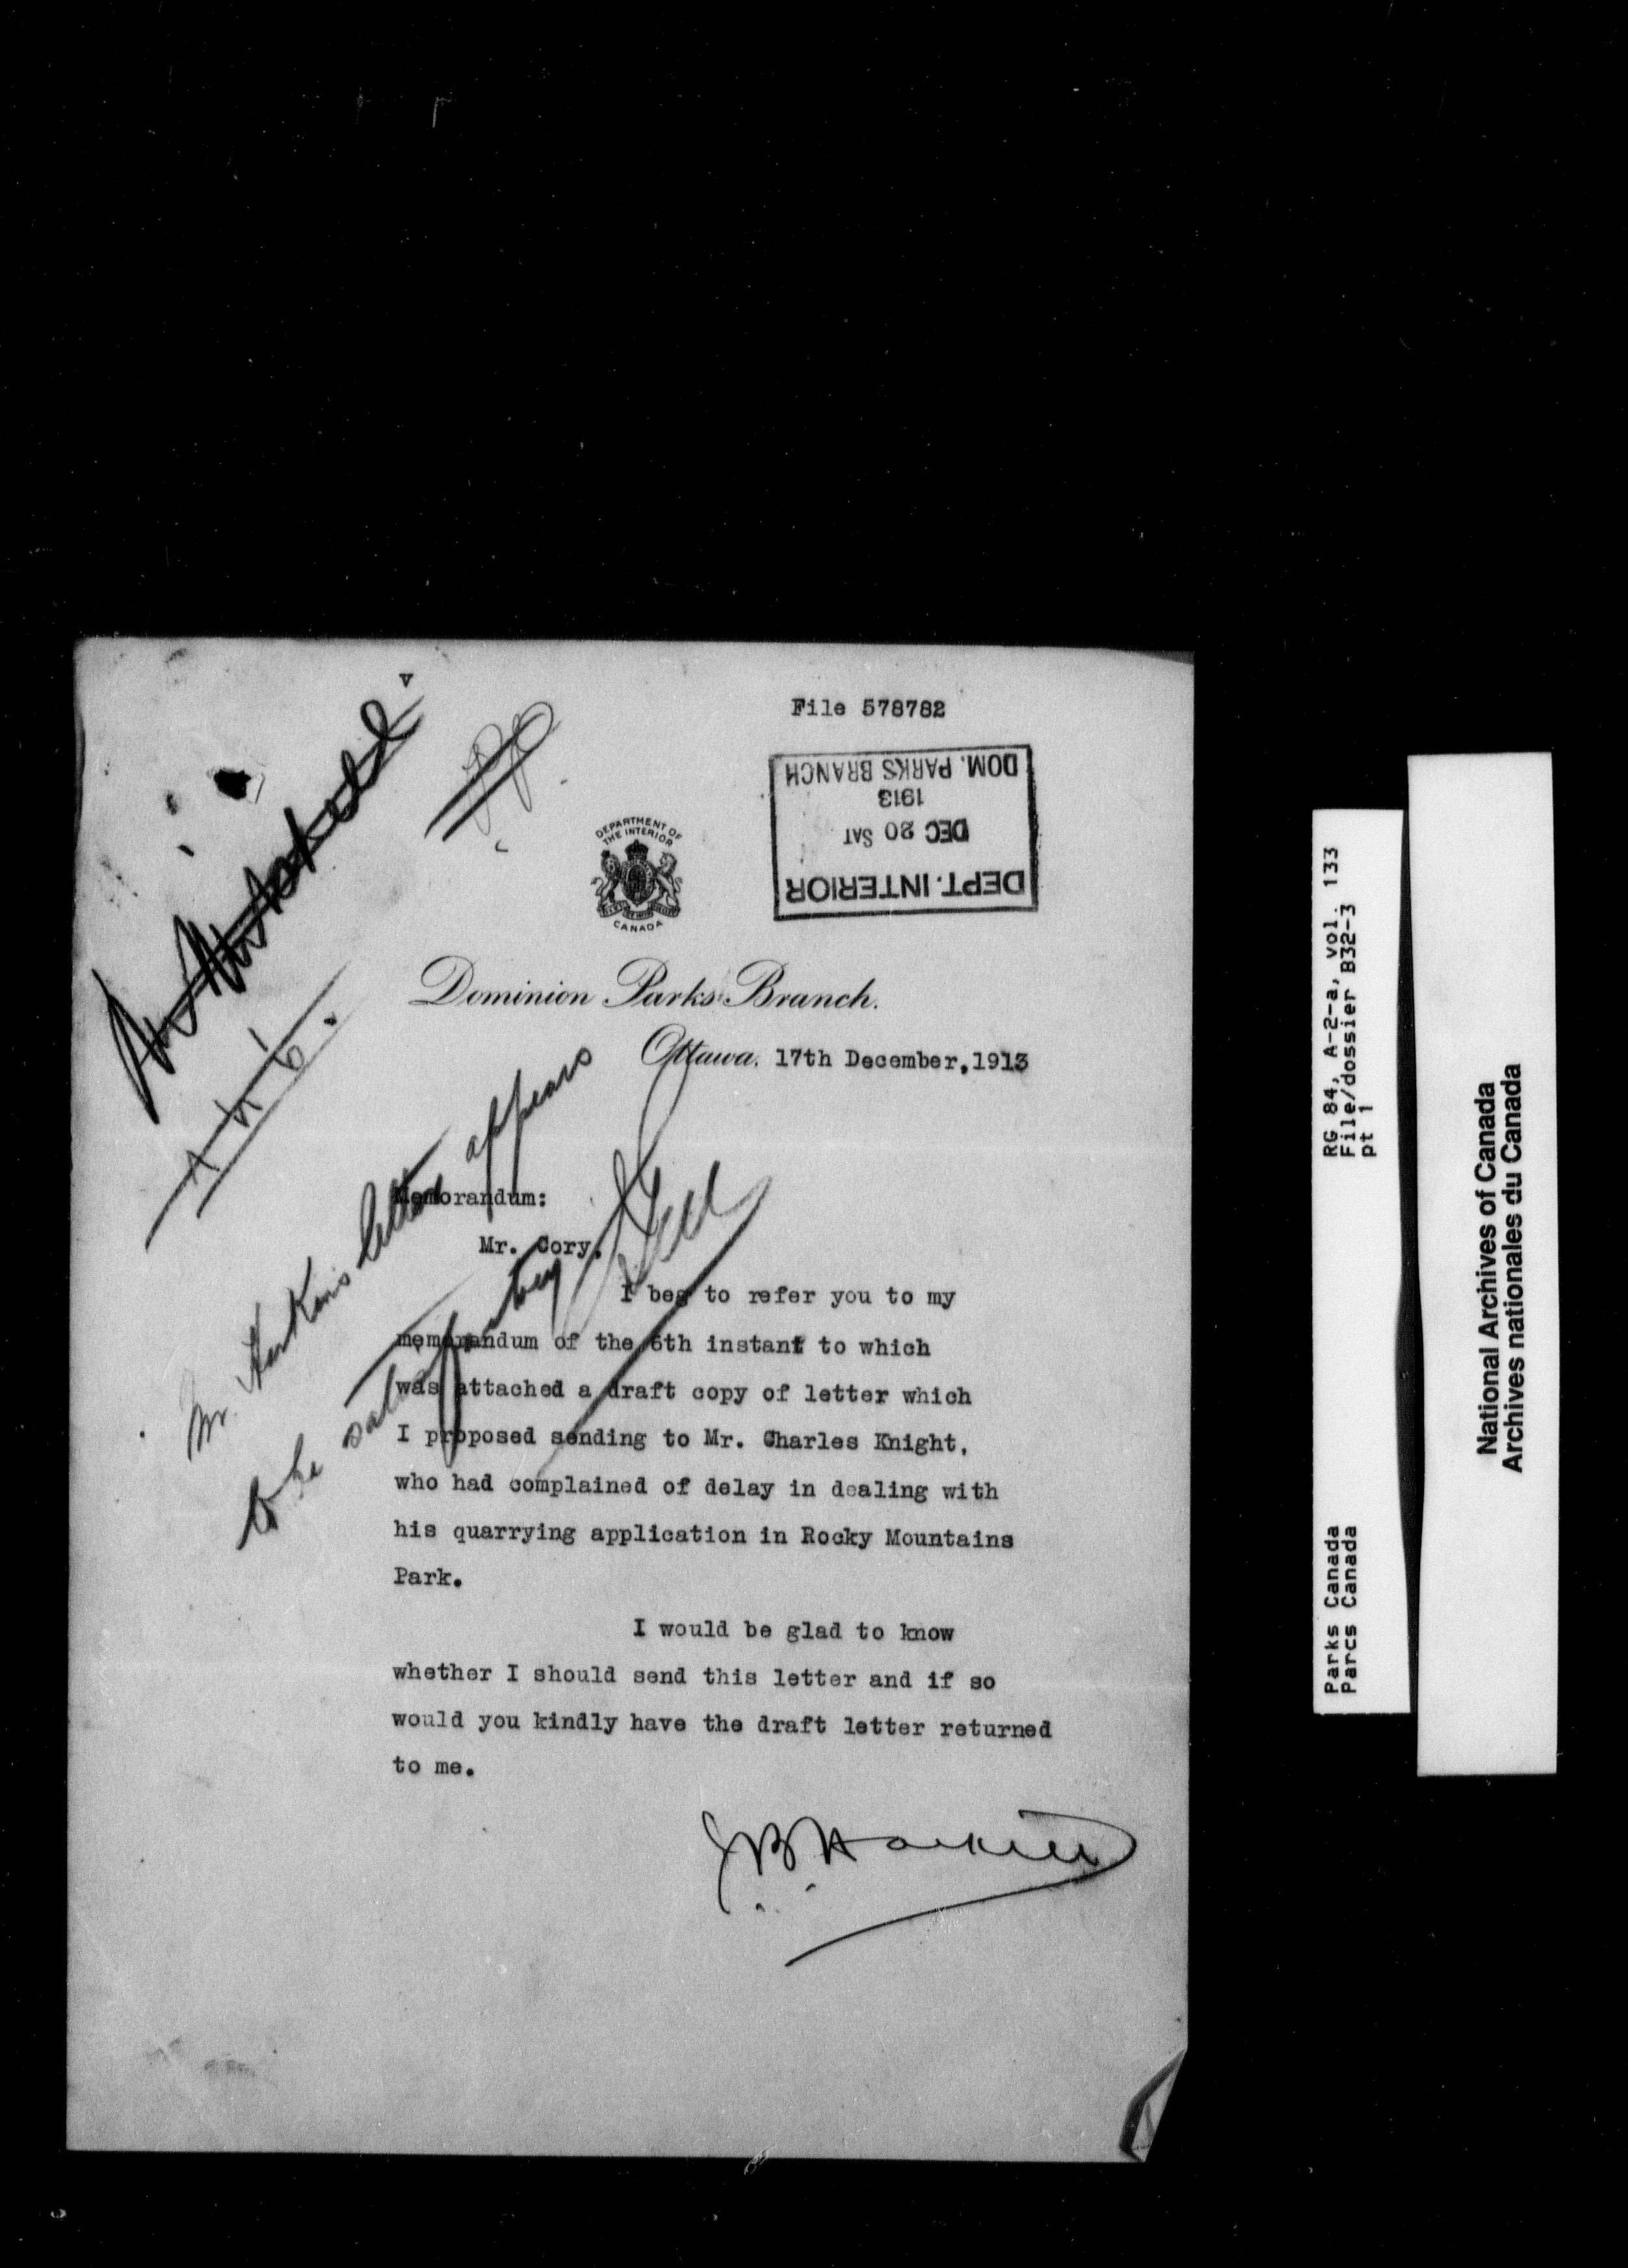 V
File 578782
DOM. PARKS BRANCH
1913
DEC 20 SAT
DEPT. INTERIOR
DEPARTMENT OF
THE INTERIOR
CANADA
Dominion Parks Branch.
Ottawa, 17th December, 1913
Mr. Harkin's letter appears
to be satisfactory
Memorandum:
Mr. Cory.
I beg to refer you to my
memorandum of the 6th instant to which
was attached a draft copy of letter which
I proposed sending to Mr. Charles Knight,
who had complained of delay in dealing with
his quarrying application in Rocky Mountains
Park.
I would be glad to know
whether I should send this letter and if so
would you kindly have the draft letter returned
to me.
JB Harkin
RG 84, A-2-a, vol. 133
File/dossier B32-3
pt 1
Parks Canada
Parcs Canada
National Archives of Canada
Archives nationales du Canada